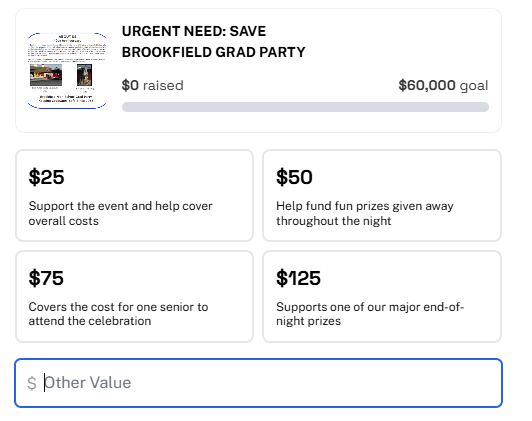 URGENT NEED: SAVE
BROOKFIELD GRAD PARTY
$0 raised
$60,000 goal
$25
Support the event and help cover
overall costs
$50
Help fund fun prizes given away
throughout the night
$75
Covers the cost for one senior to
attend the celebration
$125
Supports one of our major end-of-
night prizes
$ Other Value